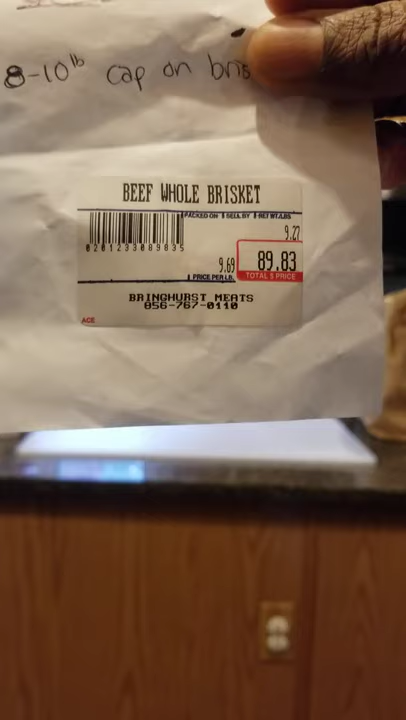 8-10lb cap on bris
BEEF WHOLE BRISKET
PACKED ON SELL BY NET WT/LBS
9.27
0201233089835
9.69 89.83
PRICE PER LB. TOTAL $ PRICE
BRINGHURST MEATS
856-767-0110
ACE